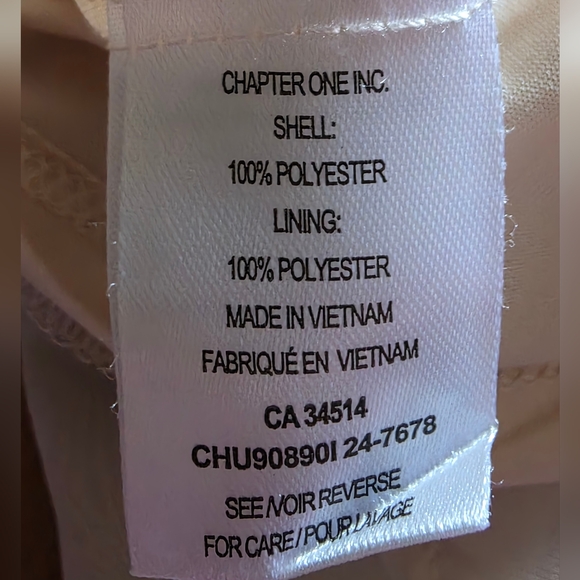 CHAPTER ONE INC.
SHELL:
100% POLYESTER
LINING:
100% POLYESTER
MADE IN VIETNAM
FABRIQUÉ EN VIETNAM
CA 34514
CHU90890I 24-7678
SEE/VOIR REVERSE
FOR CARE/POUR LAVAGE